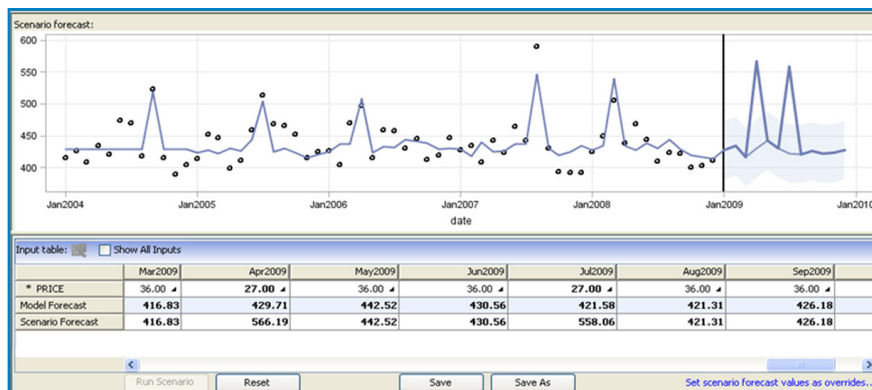 Scenario forecast:
600
550
500
450
400
Jan2004 Jan2005 Jan2006 Jan2007 Jan2008 Jan2009 Jan2010
date
Input table: Show All Inputs
Mar2009 Apr2009 May2009 Jun2009 Jul2009 Aug2009 Sep2009
* PRICE 36.00 27.00 36.00 36.00 27.00 36.00 36.00
Model Forecast 416.83 429.71 442.52 430.56 421.58 421.31 426.18
Scenario Forecast 416.83 566.19 442.52 430.56 558.06 421.31 426.18
Run Scenario Reset Save Save As Set scenario forecast values as overrides...